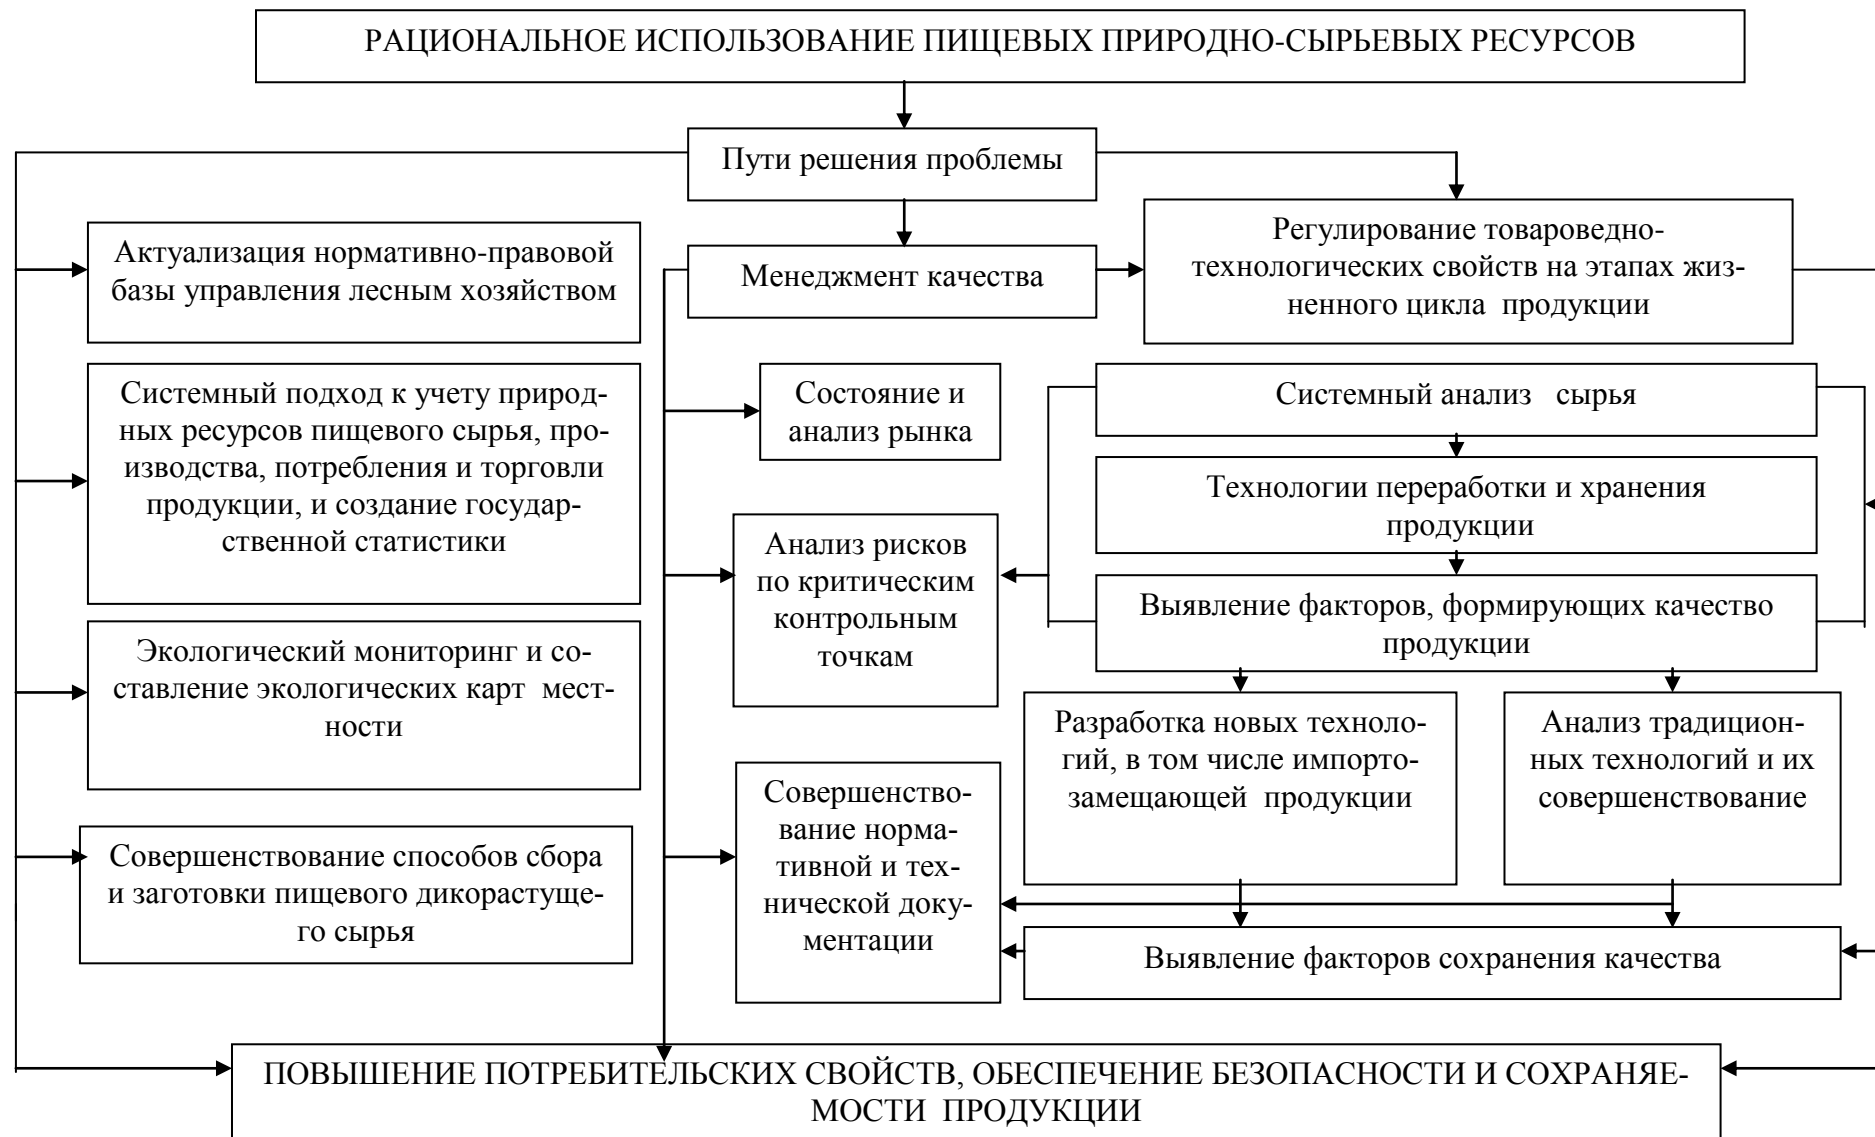 РАЦИОНАЛЬНОЕ ИСПОЛЬЗОВАНИЕ ПИЩЕВЫХ ПРИРОДНО-СЫРЬЕВЫХ РЕСУРСОВ
Пути решения проблемы
Актуализация нормативно-правовой
базы управления лесным хозяйством
Менеджмент качества
Регулирование товароведно-
технологических свойств на этапах жиз-
ненного цикла продукции
Системный подход к учету природ-
ных ресурсов пищевого сырья, про-
изводства, потребления и торговли
продукции, и создание государ-
ственной статистики
Состояние и
анализ рынка
Системный анализ сырья
Технологии переработки и хранения
продукции
Анализ рисков
по критическим
контрольным
точкам
Выявление факторов, формирующих качество
продукции
Экологический мониторинг и со-
ставление экологических карт мест-
ности
Разработка новых техноло-
гий, в том числе импорто-
замещающей продукции
Анализ традицион-
ных технологий и их
совершенствование
Совершенство-
вание норма-
тивной и тех-
нической доку-
ментации
Совершенствование способов сбора
и заготовки пищевого дикорастуще-
го сырья
Выявление факторов сохранения качества
ПОВЫШЕНИЕ ПОТРЕБИТЕЛЬСКИХ СВОЙСТВ, ОБЕСПЕЧЕНИЕ БЕЗОПАСНОСТИ И СОХРАНЯЕ-
МОСТИ ПРОДУКЦИИ